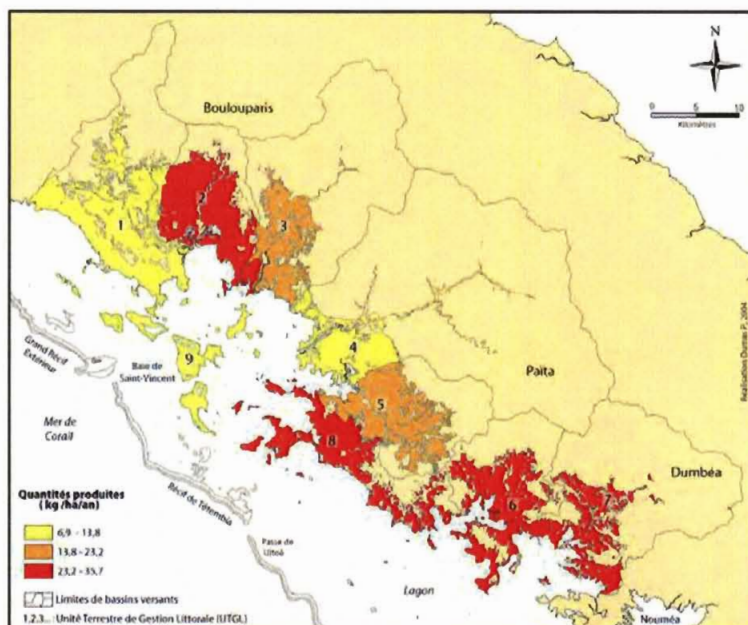 N
0 10
Kilomètres
Boulouparis
1
2
3
4
5
6
7
8
9
Païta
Dumbéa
Nouméa
Grand Récif
Extérieur
Baie de
Saint-Vincent
Mer de
Corail
Récif de Tétembia
Passe de
Uitoé
Lagon
Quantités produites
(kg /ha/an)
6,9 - 13,8
13,8 - 23,2
23,2 - 35,7
Limites de bassins versants
1,2,3... : Unité Terrestre de Gestion Littorale (UTGL)